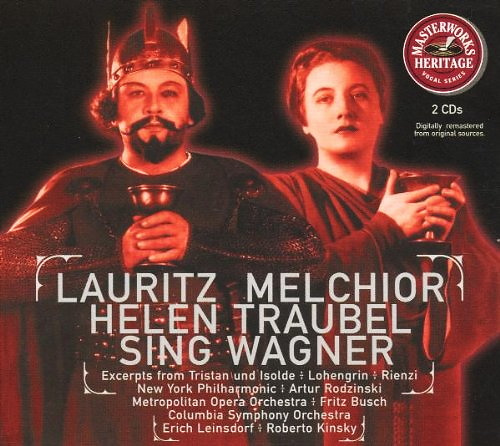 MASTERWORKS
HERITAGE
VOCAL SERIES
2 CDs
Digitally remastered
from original sources.
LAURITZ MELCHIOR
HELEN TRAUBEL
SING WAGNER
Excerpts from Tristan und Isolde ÷ Lohengrin ÷ Rienzi
New York Philharmonic ÷ Artur Rodzinski
Metropolitan Opera Orchestra ÷ Fritz Busch
Columbia Symphony Orchestra
Erich Leinsdorf ÷ Roberto Kinsky